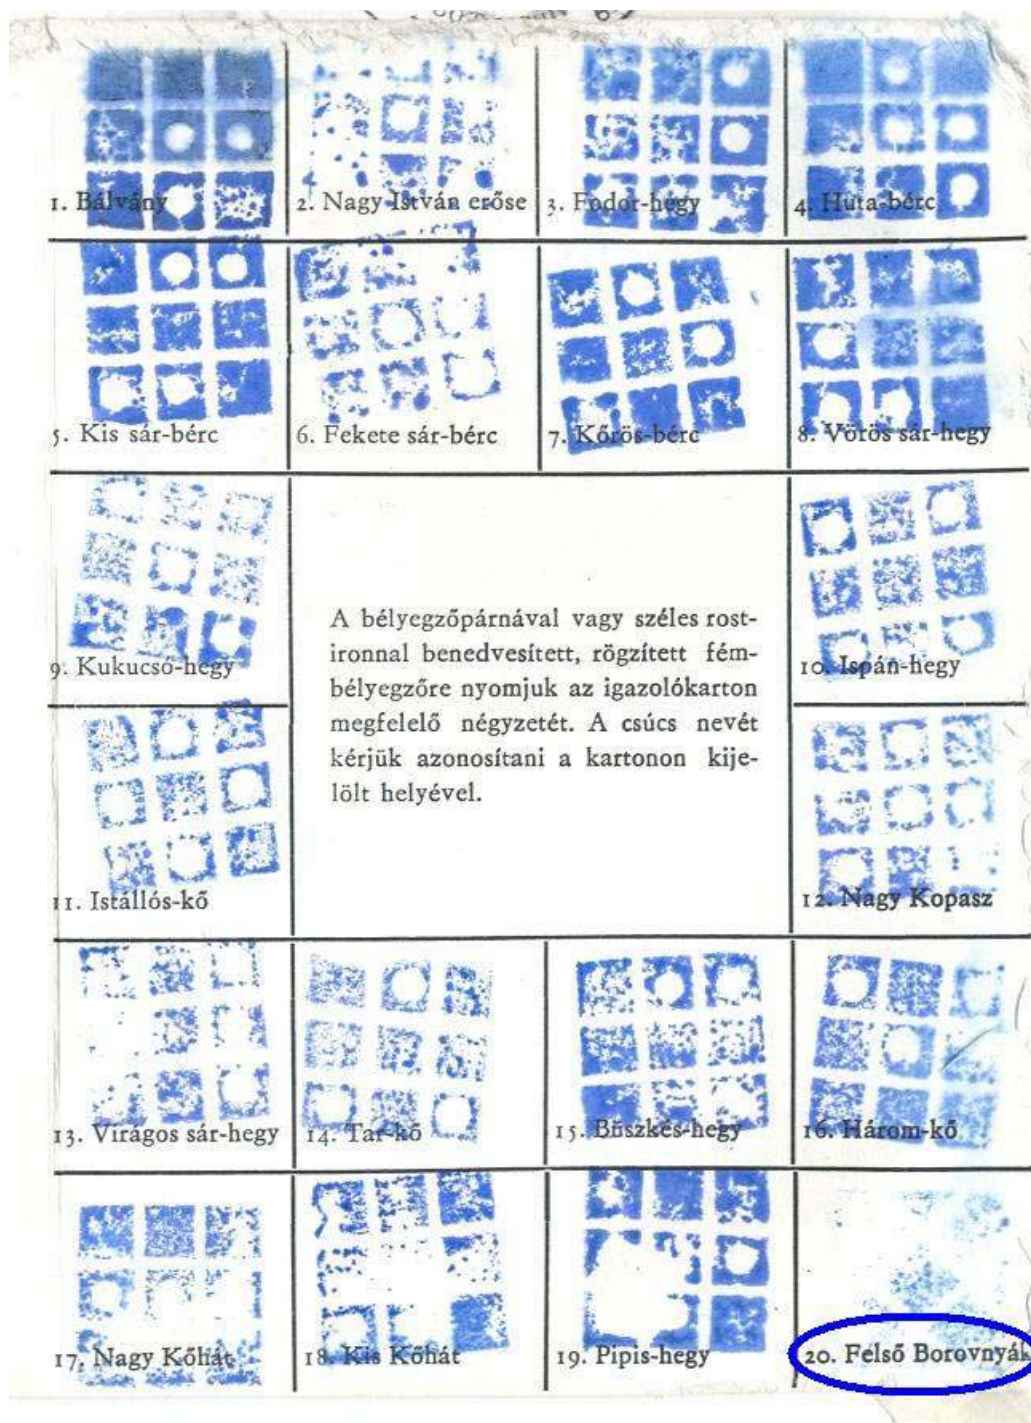 1. Bálvány
2. Nagy István erőse
3. Fodor-hegy
4. Huta-bérc
5. Kis sár-bérc
6. Fekete sár-bérc
7. Kőrös-bérc
8. Vörös sár-hegy
9. Kukucsó-hegy
A bélyegzőpárnával vagy széles rost-
ironnal benedvesített, rögzített fém-
bélyegzőre nyomjuk az igazolókarton
megfelelő négyzetét. A csúcs nevét
kérjük azonosítani a kartonon kije-
lölt helyével.
10. Ispán-hegy
11. Istállós-kő
12. Nagy Kopasz
13. Virágos sár-hegy
14. Tar-kő
15. Büszkés-hegy
16. Három-kő
17. Nagy Kőhát
18. Kis Kőhát
19. Pipis-hegy
20. Felső Borovnyák